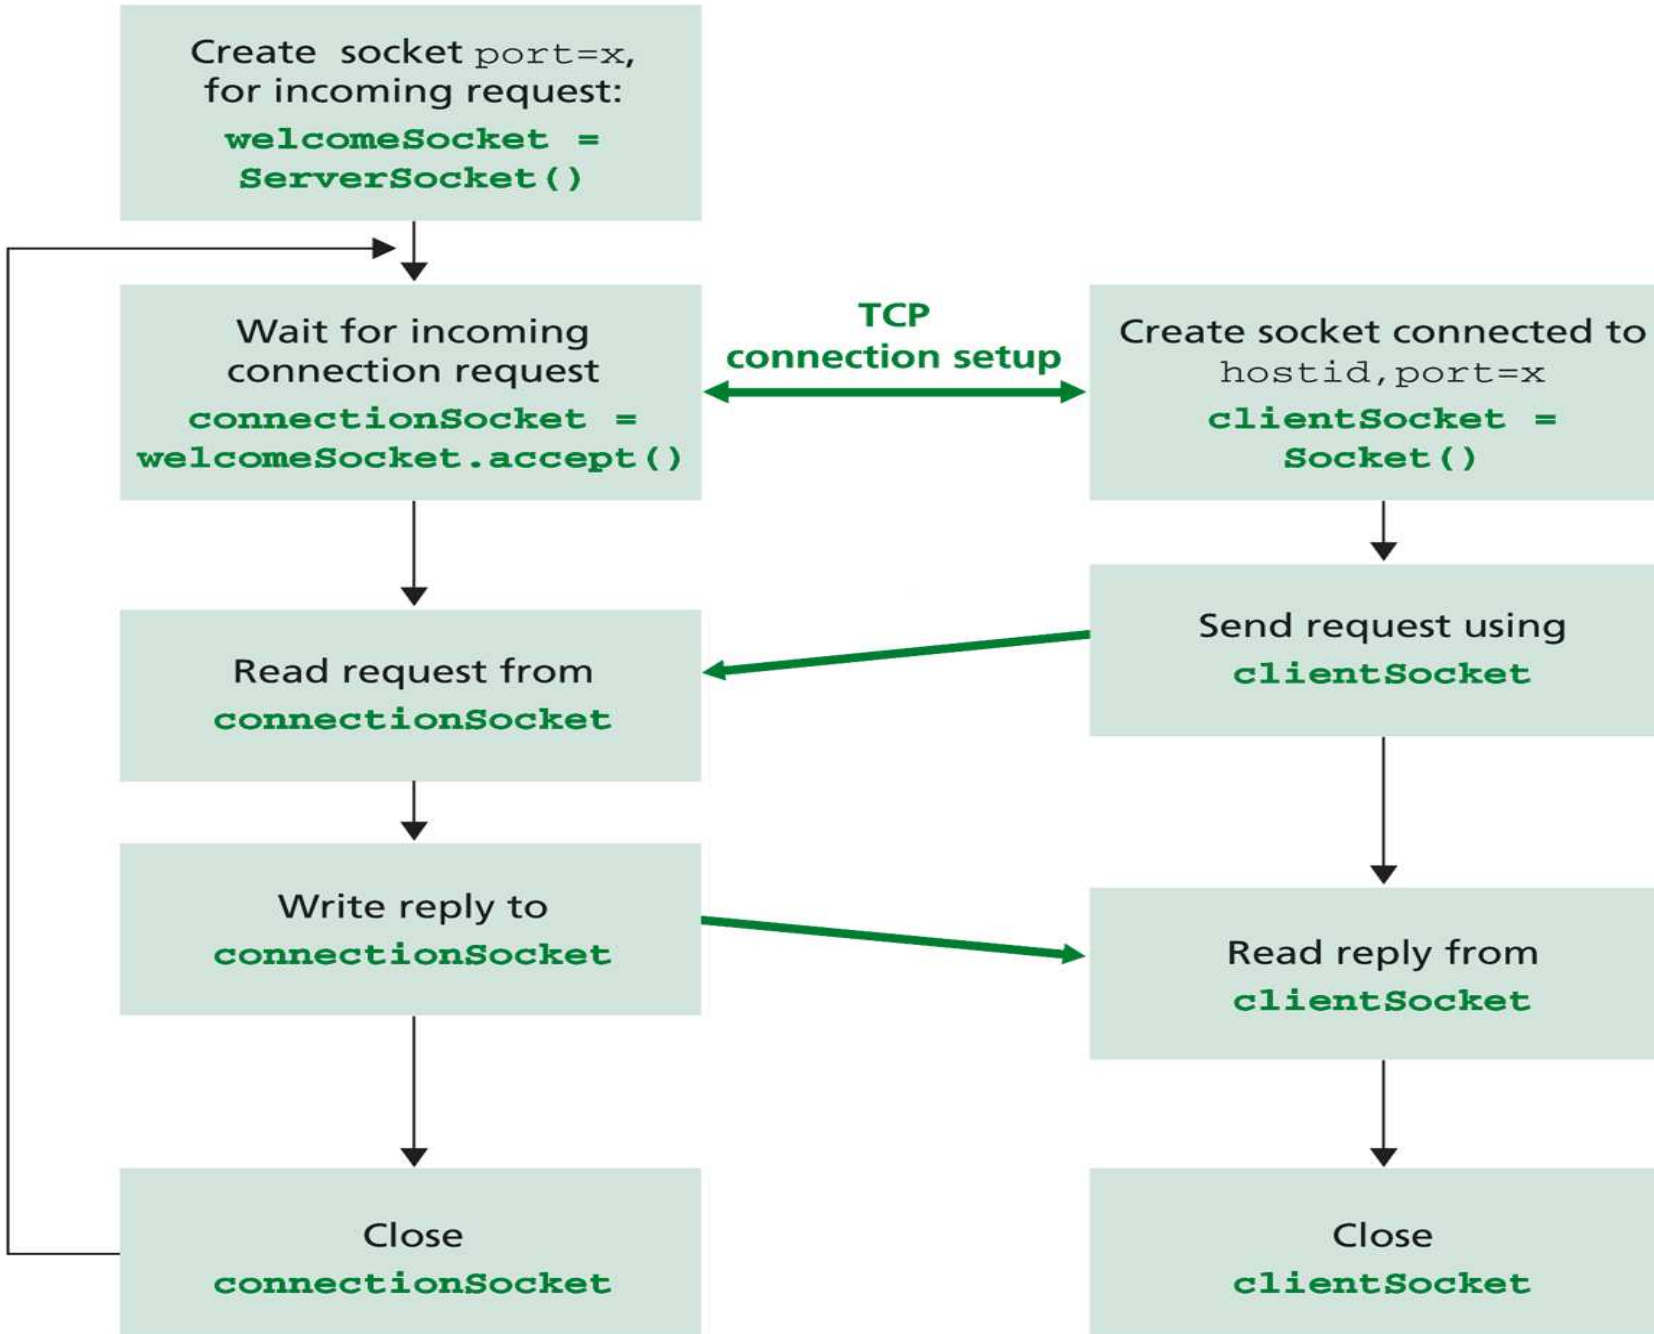 Create socket port=x,
for incoming request:
welcomeSocket =
ServerSocket()
Wait for incoming
connection request
connectionSocket =
welcomeSocket.accept()
TCP
connection setup
Create socket connected to
hostid,port=x
clientSocket =
Socket()
Send request using
clientSocket
Read request from
connectionSocket
Write reply to
connectionSocket
Read reply from
clientSocket
Close
connectionSocket
Close
clientSocket